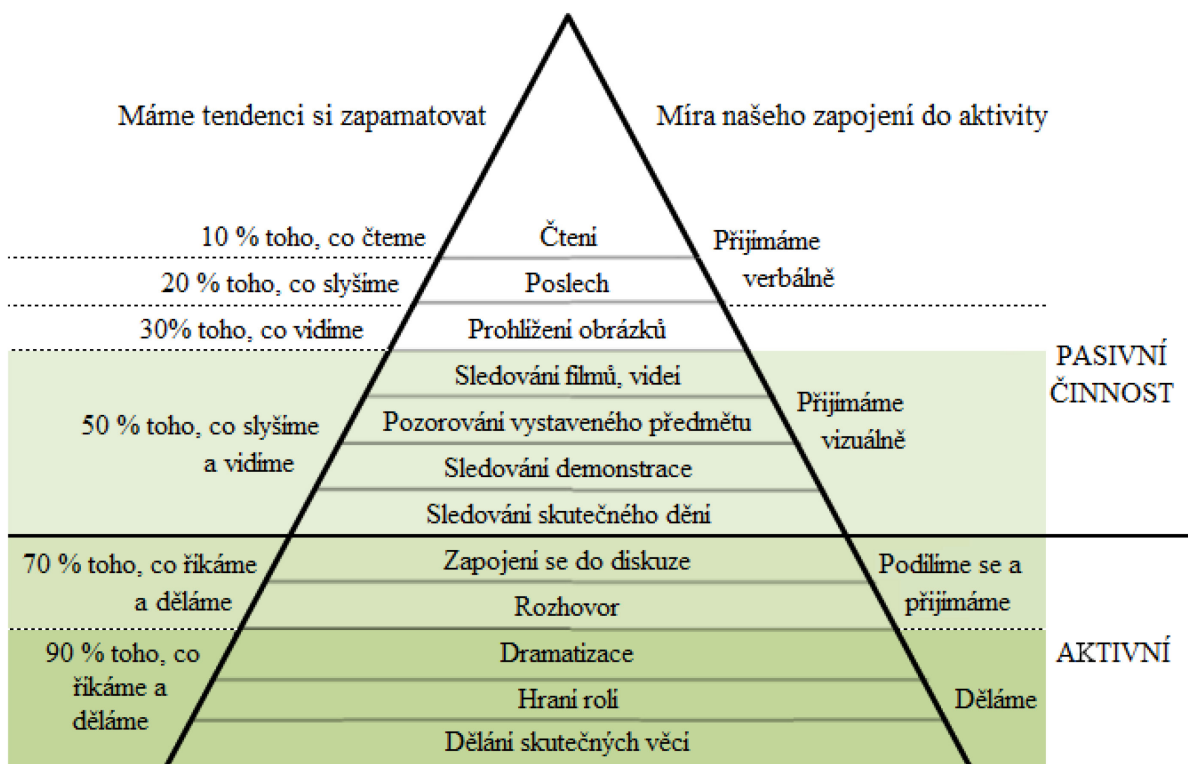 Máme tendenci si zapamatovat
Míra našeho zapojení do aktivity
10 % toho, co čteme
Čtení
Přijímáme
verbálně
20 % toho, co slyšíme
Poslech
30% toho, co vidíme
Prohlížení obrázků
PASIVNÍ
ČINNOST
50 % toho, co slyšíme
a vidíme
Sledování filmů, videí
Pozorování vystaveného předmětu
Sledování demonstrace
Sledování skutečného dění
Přijímáme
vizuálně
70 % toho, co říkáme
a děláme
Zapojení se do diskuze
Rozhovor
Podílíme se a
přijímáme
AKTIVNÍ
90 % toho, co
říkáme a
děláme
Dramatizace
Hraní rolí
Dělání skutečných věcí
Děláme